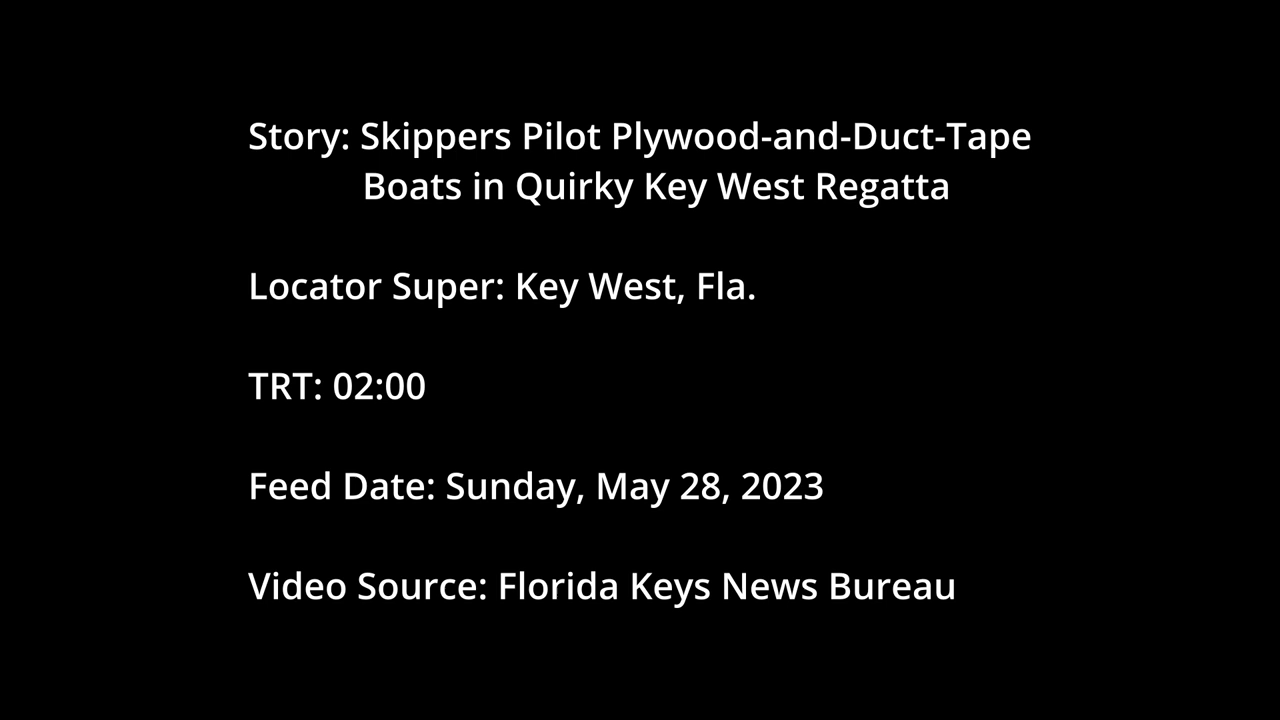 Story: Skippers Pilot Plywood-and-Duct-Tape
Boats in Quirky Key West Regatta
Locator Super: Key West, Fla.
TRT: 02:00
Feed Date: Sunday, May 28, 2023
Video Source: Florida Keys News Bureau